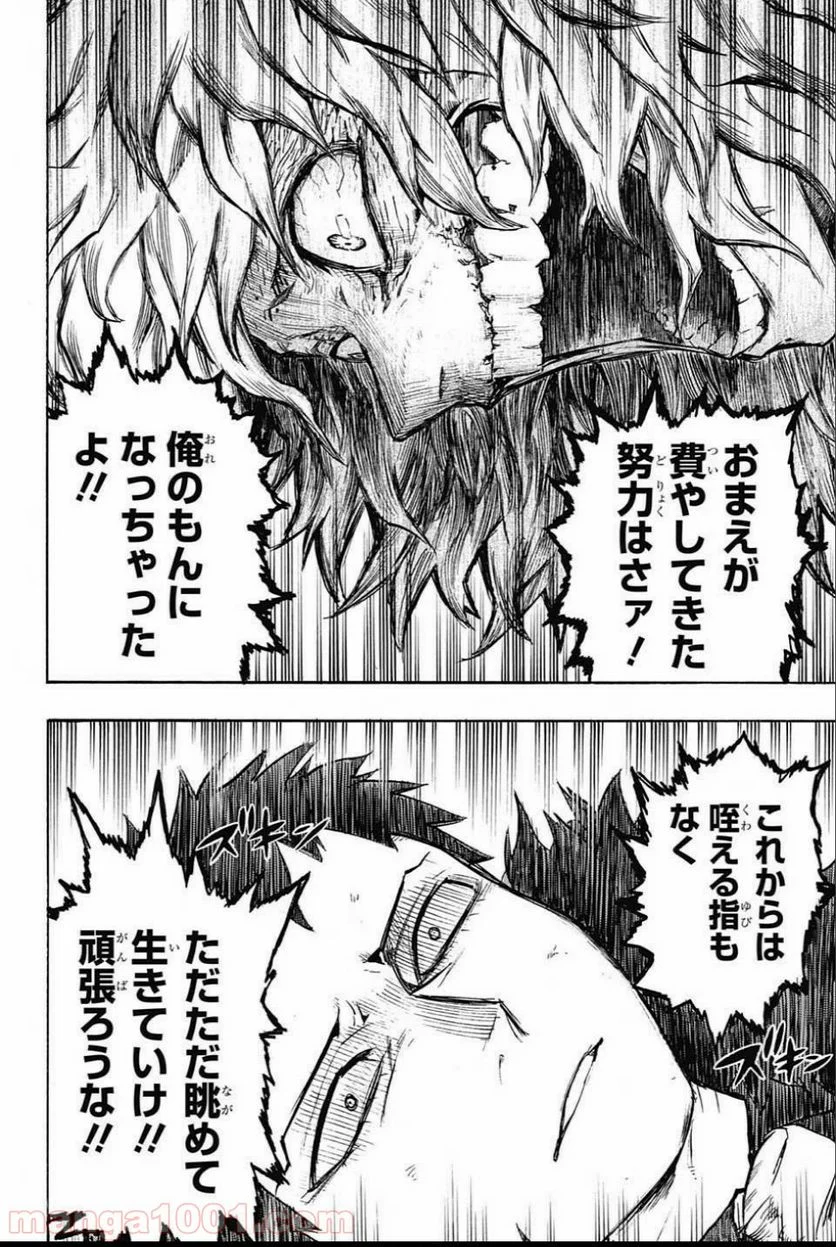 おまえが
費やしてきた
努力はさァ!
俺のもんに
なっちゃった
よ!!
これからは
咥える指も
なく
ズキン
ズキン
ただただ眺めて
生きていけ!!
頑張ろうな!!
manga1001.com